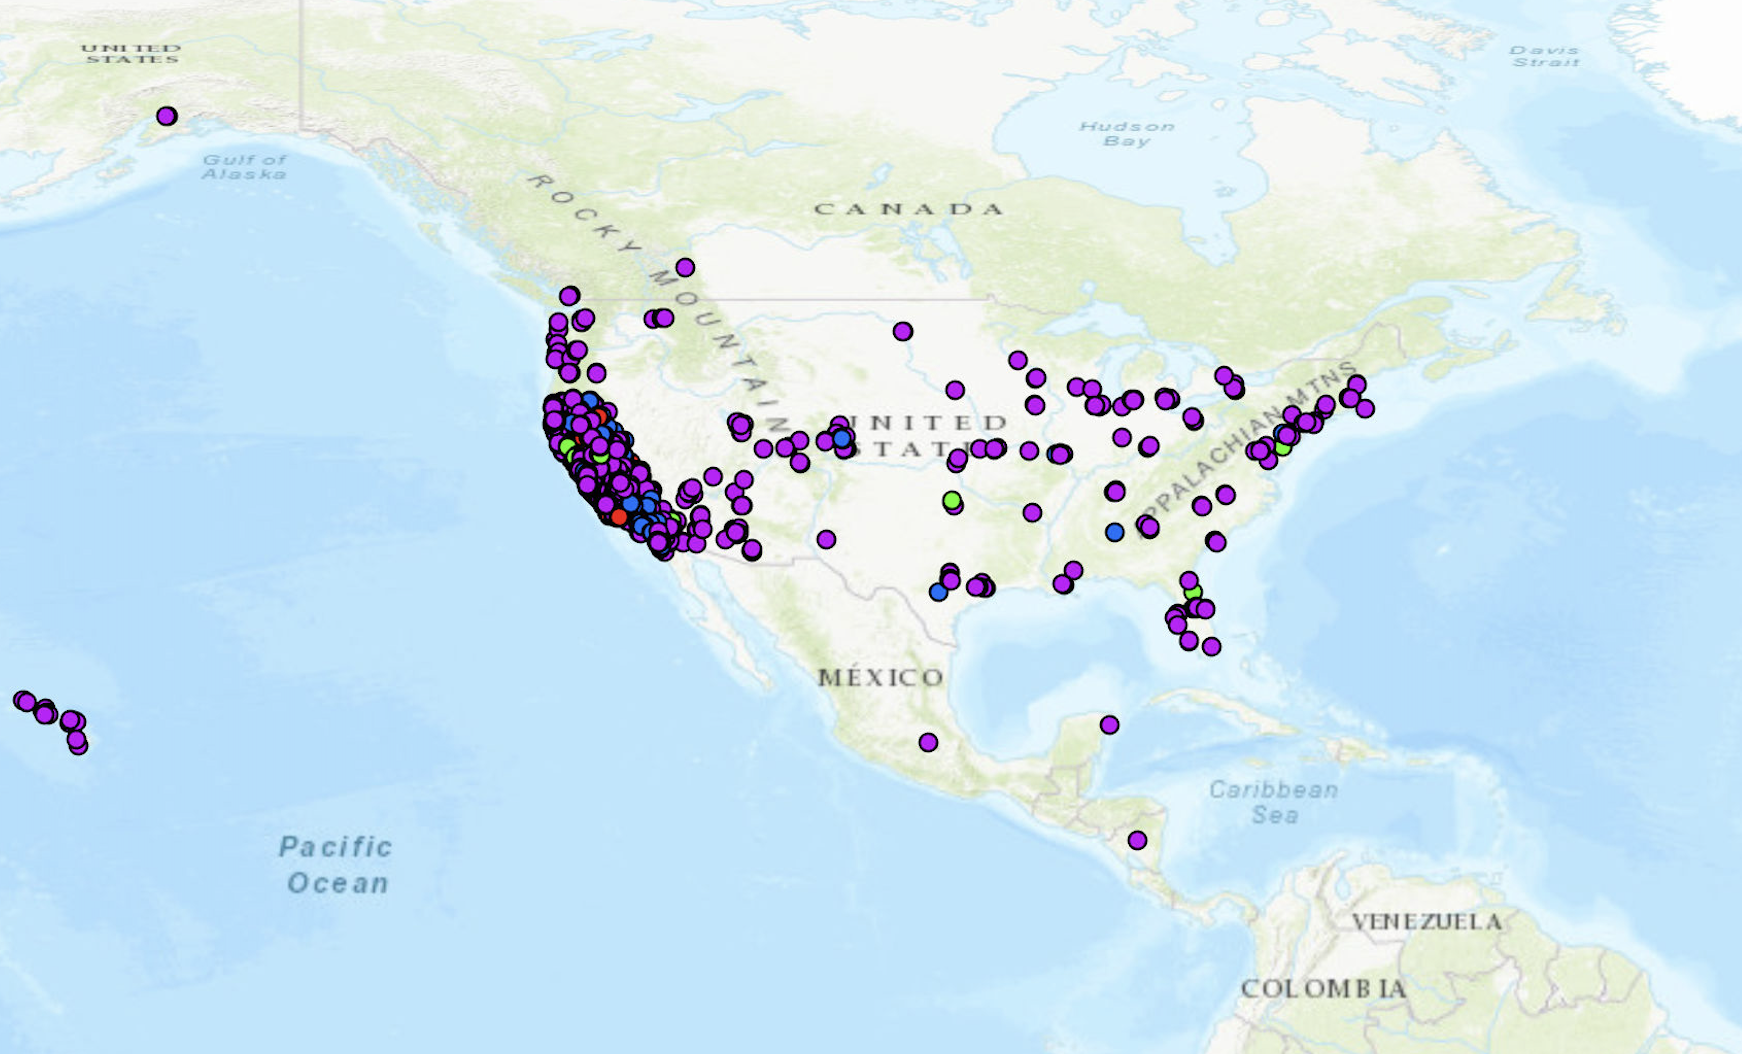 UNITED
STATES
Davis
Strait
Gulf of
Alaska
Hudson
Bay
CANADA
ROCKY MOUNTAIN
UNITED
STAT
APPALACHIAN MTNS
MÉXICO
Caribbean
Sea
Pacific
Ocean
VENEZUELA
COLOMBIA